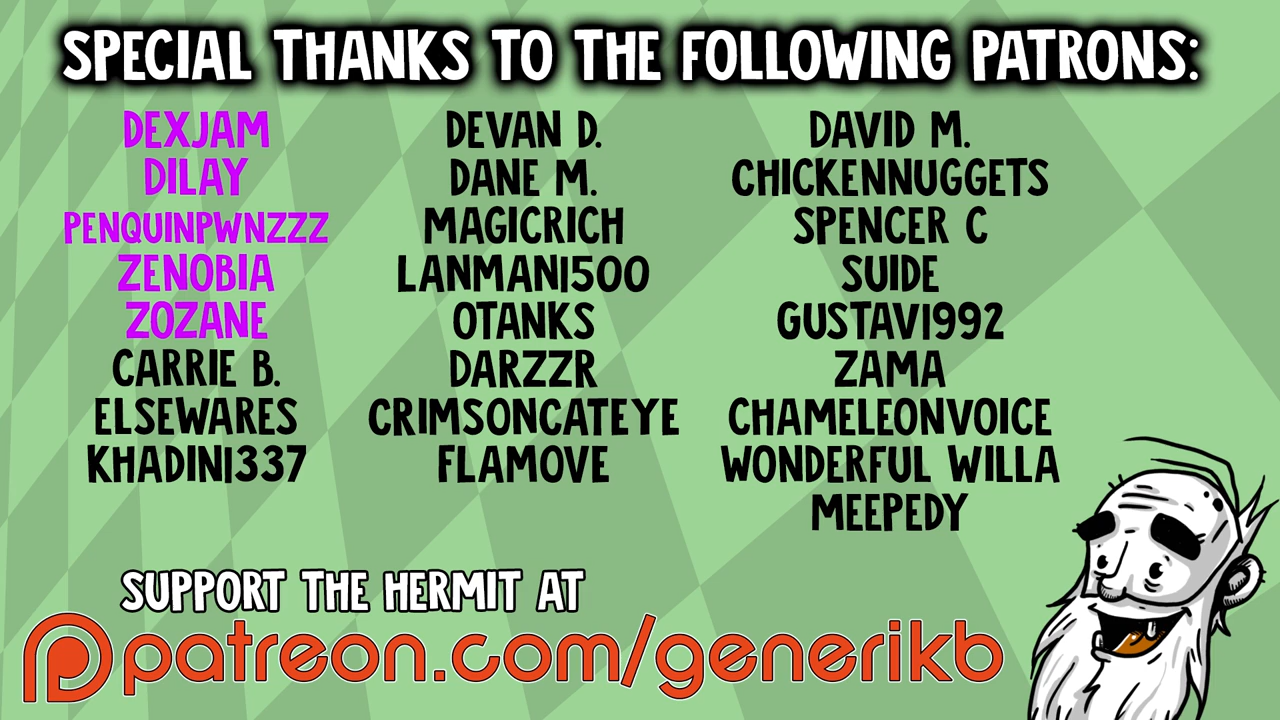 SPECIAL THANKS TO THE FOLLOWING PATRONS:
DEXJAM
DILAY
PENQUINPWNZZZ
ZENOBIA
ZOZANE
CARRIE B.
ELSEWARES
KHADIN1337
DEVAN D.
DANE M.
MAGICRICH
LANMAN1500
OTANKS
DARZZR
CRIMSONCATEYE
FLAMOVE
DAVID M.
CHICKENNUGGETS
SPENCER C
SUIDE
GUSTAV1992
ZAMA
CHAMELEONVOICE
WONDERFUL WILLA
MEEPEDY
SUPPORT THE HERMIT AT
patreon.com/generikb